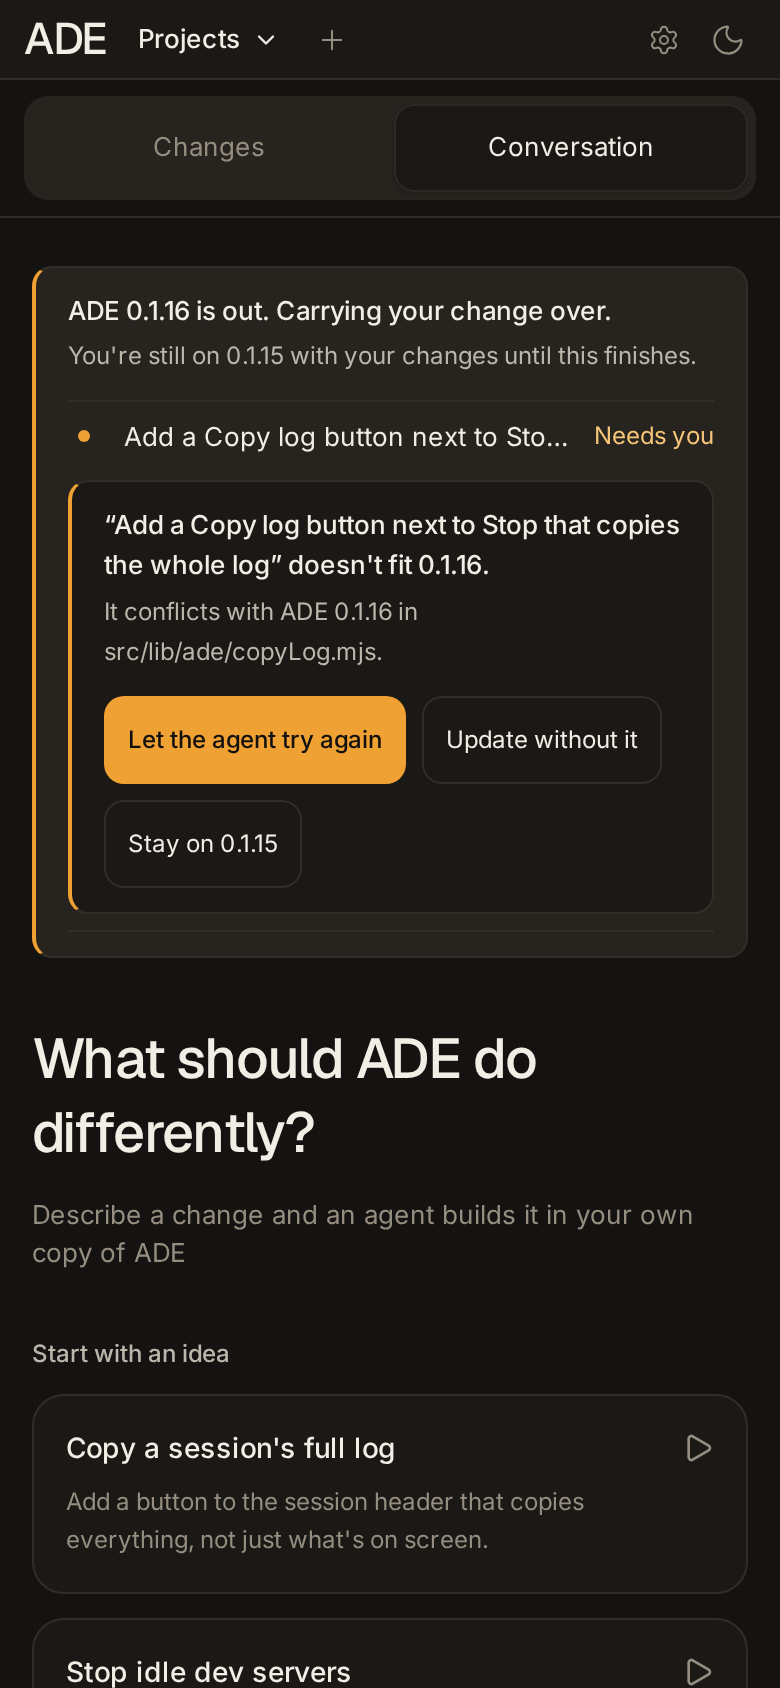 ADE Projects
Changes Conversation
ADE 0.1.16 is out. Carrying your change over.
You're still on 0.1.15 with your changes until this finishes.
Add a Copy log button next to Sto... Needs you
“Add a Copy log button next to Stop that copies
the whole log” doesn't fit 0.1.16.
It conflicts with ADE 0.1.16 in
src/lib/ade/copyLog.mjs.
Let the agent try again Update without it
Stay on 0.1.15
What should ADE do
differently?
Describe a change and an agent builds it in your own
copy of ADE
Start with an idea
Copy a session's full log
Add a button to the session header that copies
everything, not just what's on screen.
Stop idle dev servers